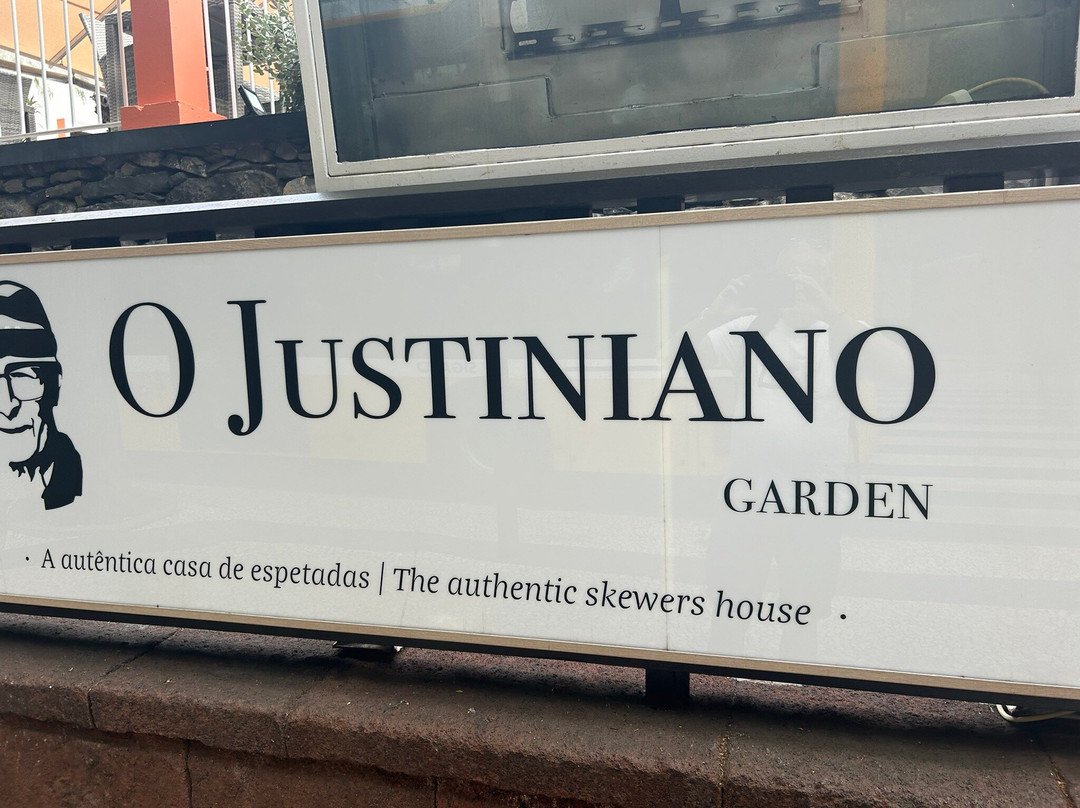 O JUSTINIANO
GARDEN
· A autêntica casa de espetadas | The authentic skewers house ·